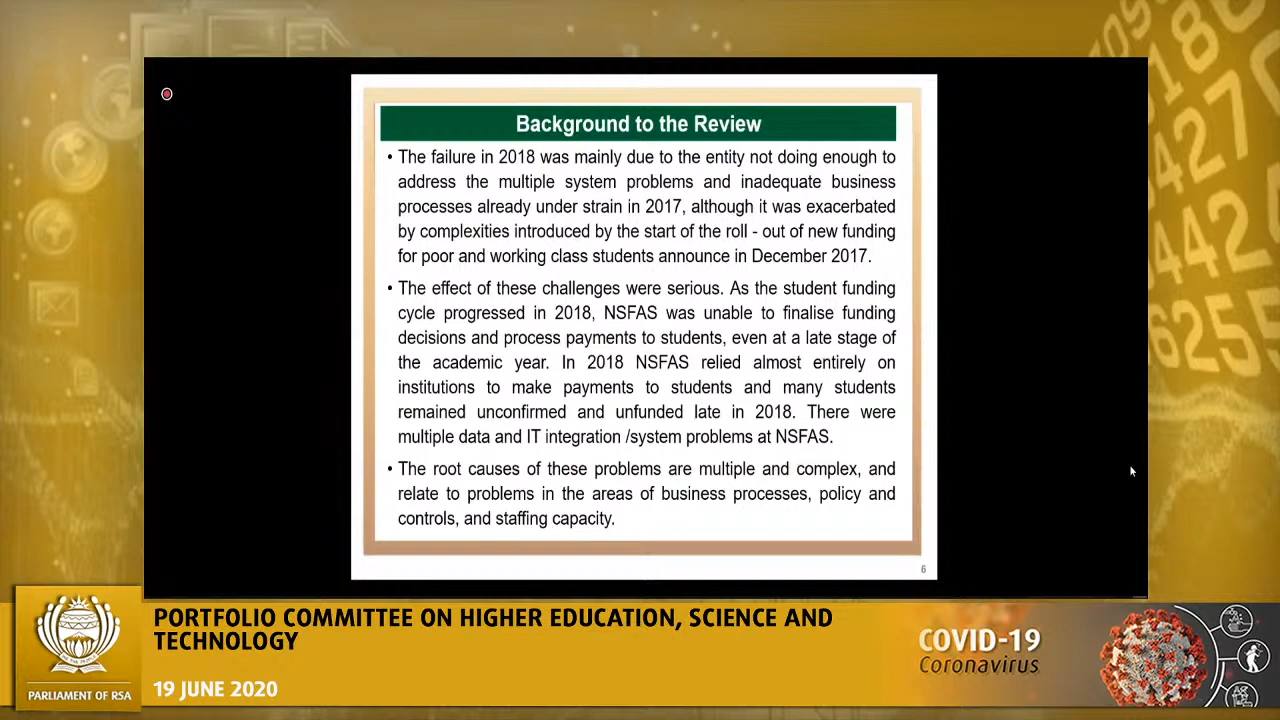 Background to the Review
• The failure in 2018 was mainly due to the entity not doing enough to
address the multiple system problems and inadequate business
processes already under strain in 2017, although it was exacerbated
by complexities introduced by the start of the roll - out of new funding
for poor and working class students announce in December 2017.
• The effect of these challenges were serious. As the student funding
cycle progressed in 2018, NSFAS was unable to finalise funding
decisions and process payments to students, even at a late stage of
the academic year. In 2018 NSFAS relied almost entirely on
institutions to make payments to students and many students
remained unconfirmed and unfunded late in 2018. There were
multiple data and IT integration /system problems at NSFAS.
• The root causes of these problems are multiple and complex, and
relate to problems in the areas of business processes, policy and
controls, and staffing capacity.
6
PORTFOLIO COMMITTEE ON HIGHER EDUCATION, SCIENCE AND
TECHNOLOGY
19 JUNE 2020
PARLIAMENT OF RSA
COVID-19
Coronavirus